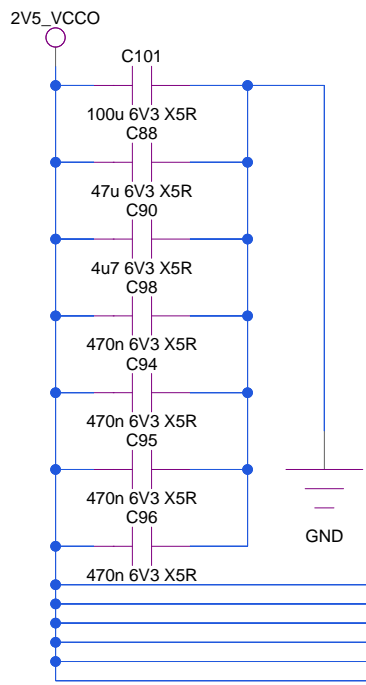 2V5_VCCO
C101
100u 6V3 X5R
C88
47u 6V3 X5R
C90
4u7 6V3 X5R
C98
470n 6V3 X5R
C94
470n 6V3 X5R
C95
470n 6V3 X5R
C96
470n 6V3 X5R
GND